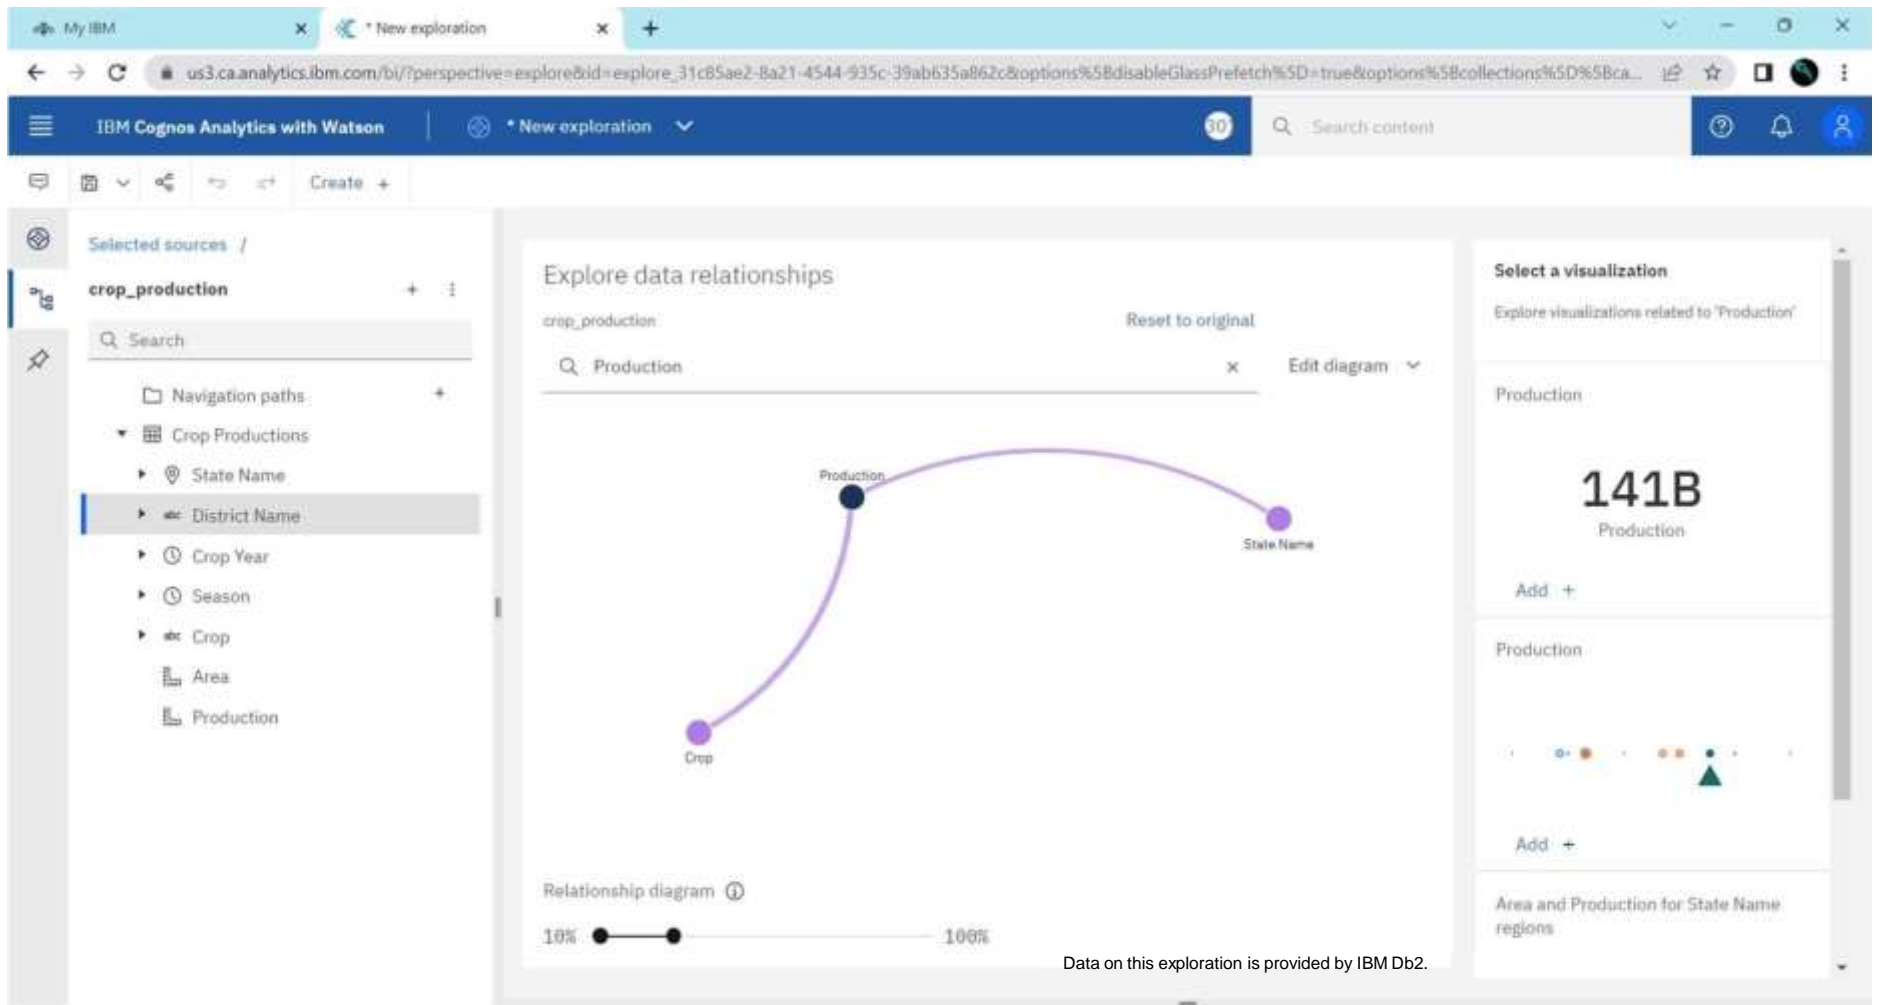 My IBM
* New exploration
us3.ca.analytics.ibm.com/bi/?perspective=explore&id=explore_31c85ae2-8a21-4544-935c-39ab635a862c&options%5BdisableGlassPrefetch%5D=true&options%5Bcollections%5D%5Bca...
IBM Cognos Analytics with Watson
* New exploration
30
Search content
Create +
Selected sources /
crop_production
Search
Navigation paths
Crop Productions
State Name
abc District Name
Crop Year
Season
abc Crop
Area
Production
Explore data relationships
crop_production
Reset to original
Production
Edit diagram
Production
State Name
Crop
Relationship diagram
10%
100%
Data on this exploration is provided by IBM Db2.
Select a visualization
Explore visualizations related to 'Production'
Production
141B
Production
Add +
Production
Add +
Area and Production for State Name
regions